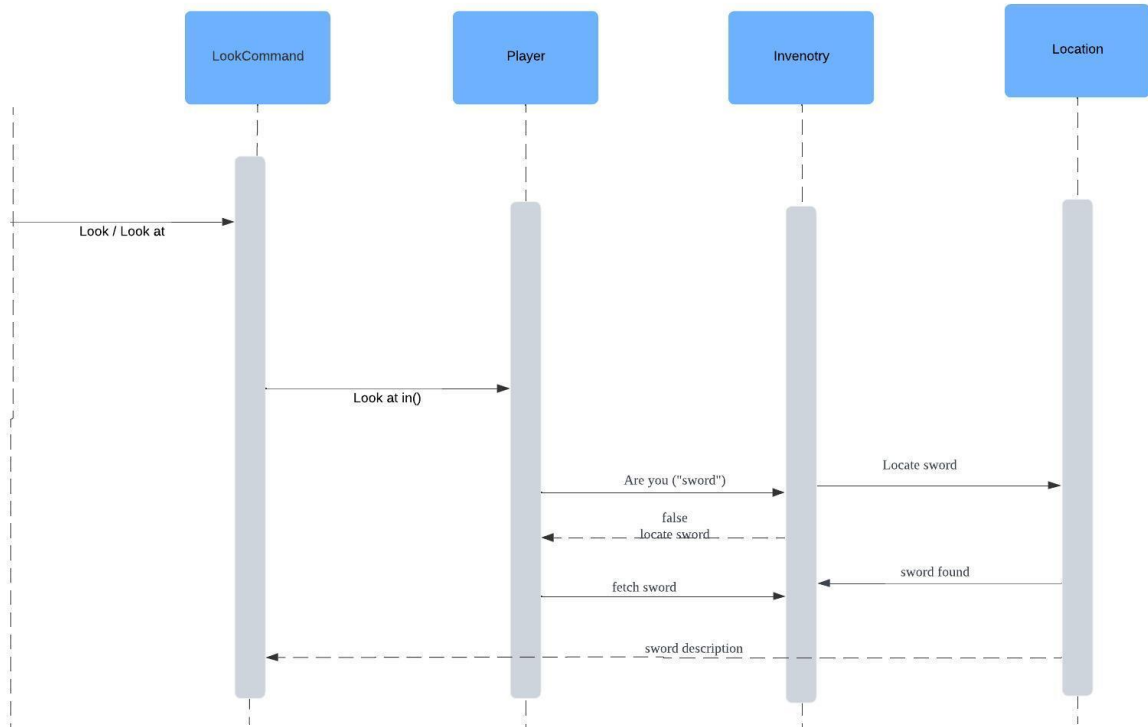 LookCommand
Player
Invenotry
Location
Look / Look at
Look at in()
Are you ("sword")
Locate sword
false
locate sword
sword found
fetch sword
sword description